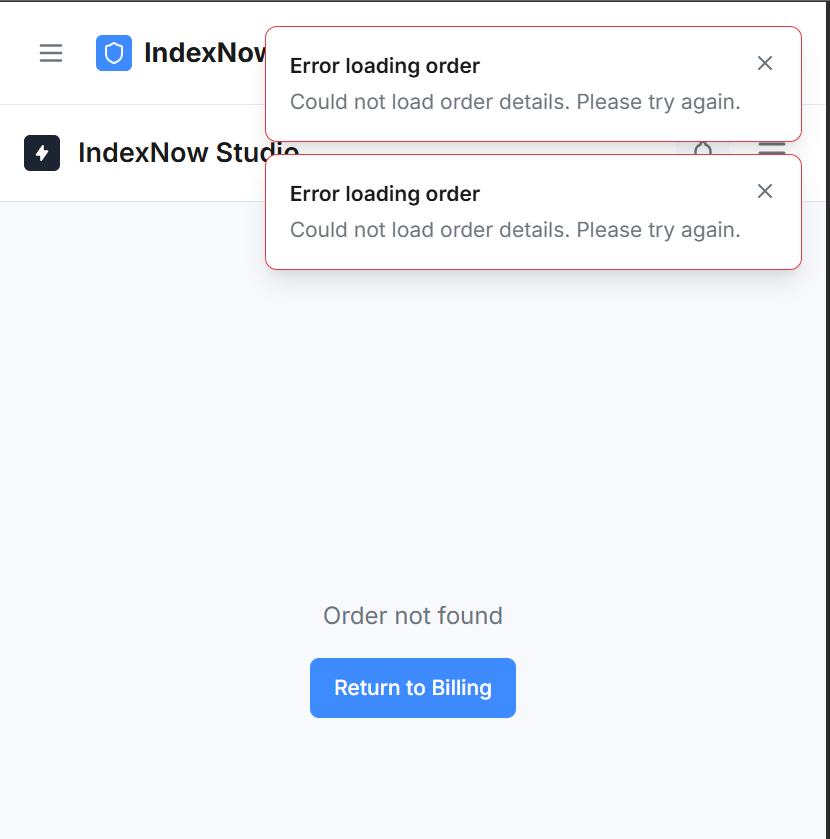 IndexNow
Error loading order
Could not load order details. Please try again.
IndexNow Studio
Error loading order
Could not load order details. Please try again.
Order not found
Return to Billing